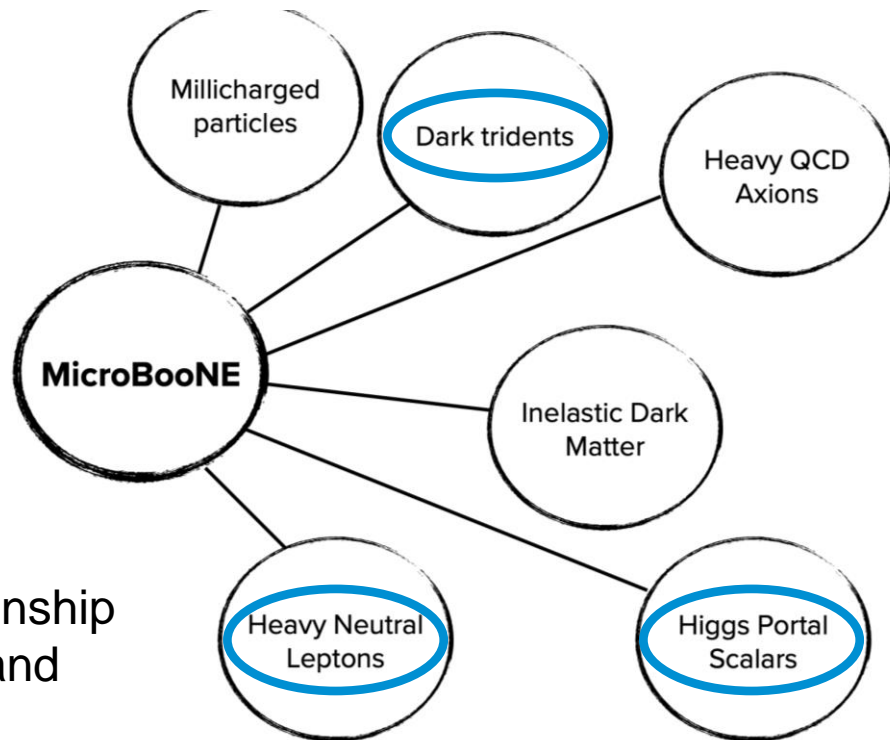 Millicharged
particles
Dark tridents
Heavy QCD
Axions
MicroBooNE
Inelastic Dark
Matter
Heavy Neutral
Leptons
Higgs Portal
Scalars
nship
and